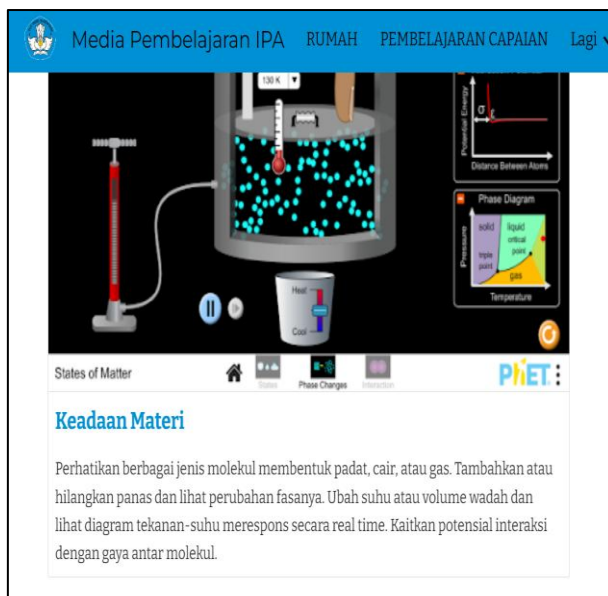 Media Pembelajaran IPA RUMAH PEMBELAJARAN CAPAIAN Lagi
130 K
Potential Energy
σ
ε
Distance Between Atoms
Phase Diagram
Pressure
solid
liquid
critical
point
triple
point
gas
Temperature
Heat
Cool
States of Matter
States
Phase Changes
Interaction
PhET
Keadaan Materi
Perhatikan berbagai jenis molekul membentuk padat, cair, atau gas. Tambahkan atau
hilangkan panas dan lihat perubahan fasanya. Ubah suhu atau volume wadah dan
lihat diagram tekanan-suhu merespons secara real time. Kaitkan potensial interaksi
dengan gaya antar molekul.